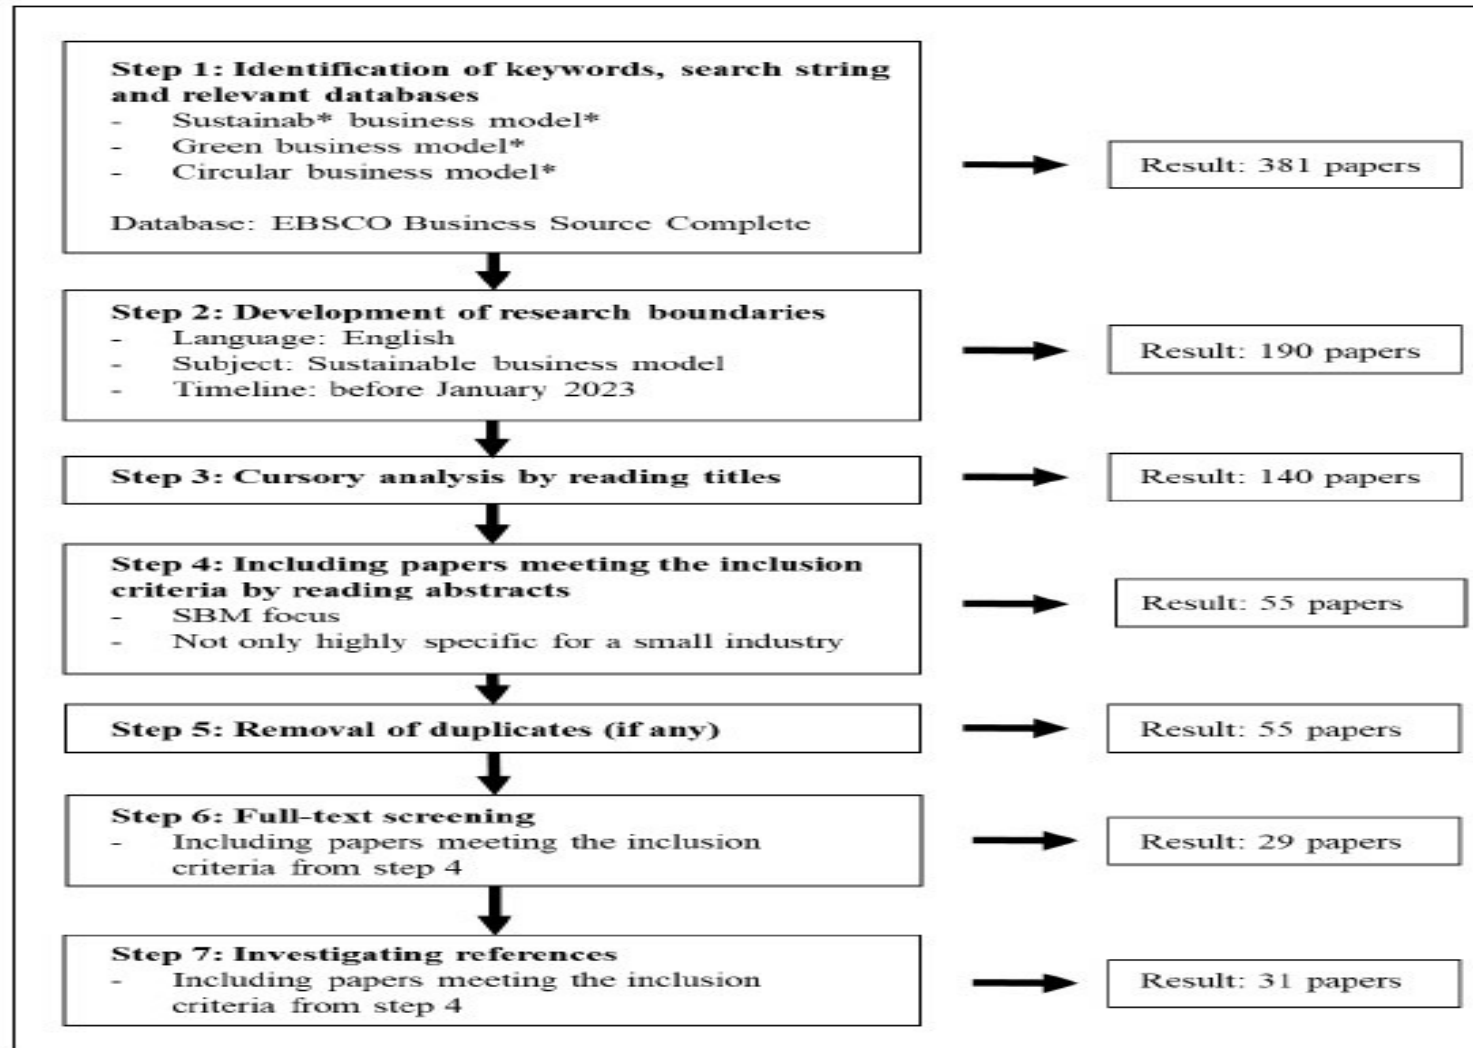 Step 1: Identification of keywords, search string
and relevant databases
- Sustainab* business model*
- Green business model*
- Circular business model*
Database: EBSCO Business Source Complete
Result: 381 papers
Step 2: Development of research boundaries
- Language: English
- Subject: Sustainable business model
- Timeline: before January 2023
Result: 190 papers
Step 3: Cursory analysis by reading titles
Result: 140 papers
Step 4: Including papers meeting the inclusion
criteria by reading abstracts
- SBM focus
- Not only highly specific for a small industry
Result: 55 papers
Step 5: Removal of duplicates (if any)
Result: 55 papers
Step 6: Full-text screening
- Including papers meeting the inclusion
criteria from step 4
Result: 29 papers
Step 7: Investigating references
- Including papers meeting the inclusion
criteria from step 4
Result: 31 papers